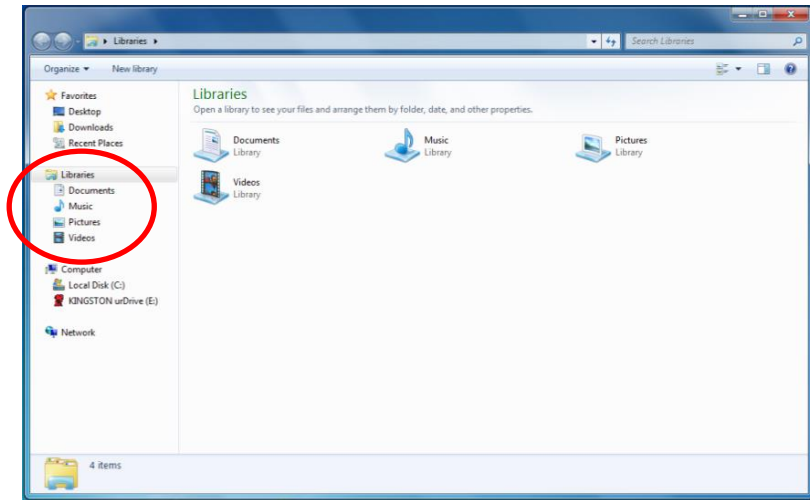 Libraries
Search Libraries
Organize
New library
Favorites
Desktop
Downloads
Recent Places
Libraries
Documents
Music
Pictures
Videos
Computer
Local Disk (C:)
KINGSTON urDrive (E:)
Network
Libraries
Open a library to see your files and arrange them by folder, date, and other properties.
Documents
Library
Music
Library
Pictures
Library
Videos
Library
4 items